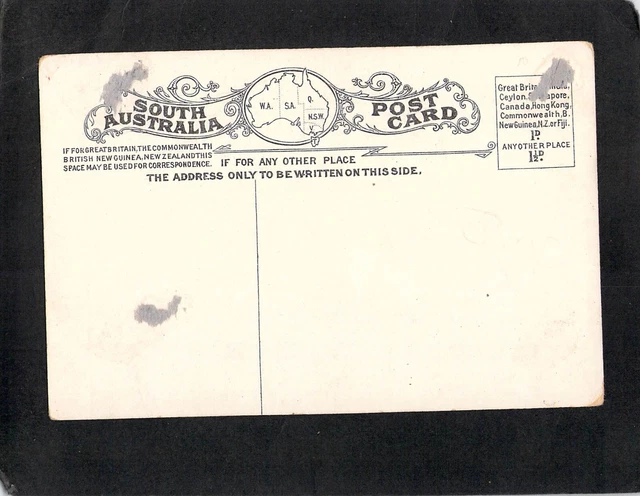 SOUTH
AUSTRALIA
W.A.
S.A.
Q.
N.S.W.
V.
T.
POST
CARD
IF FOR GREAT BRITAIN, THE COMMONWEALTH
BRITISH NEW GUINEA, NEW ZEALAND THIS
SPACE MAY BE USED FOR CORRESPONDENCE.
IF FOR ANY OTHER PLACE
THE ADDRESS ONLY TO BE WRITTEN ON THIS SIDE.
Great Brit
Ceylon,
Canada, Hong Kong,
Commonwealth, B.
New Guinea, N.Z. or Fiji.
1D.
ANY OTHER PLACE
1½D.